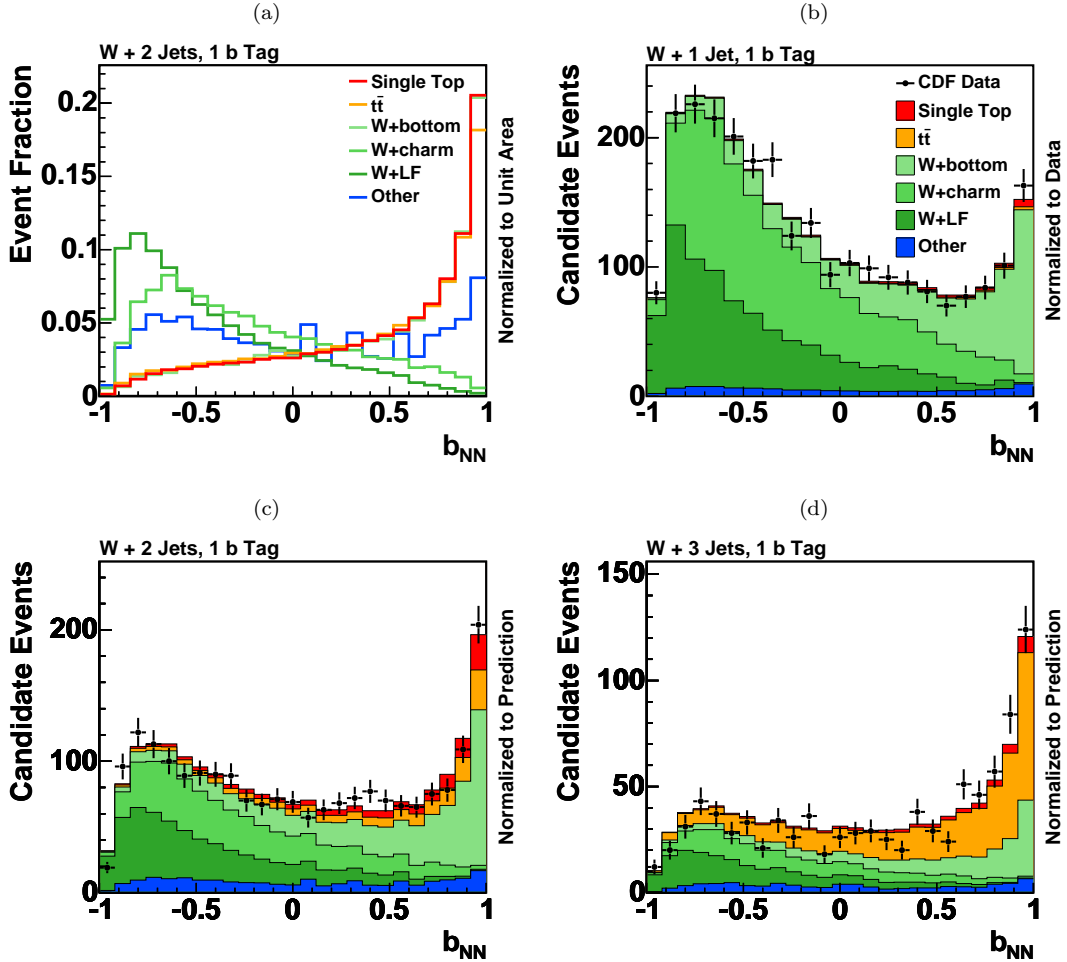 (a)
W + 2 Jets, 1 b Tag
Event Fraction
Normalized to Unit Area
0.2
0.15
0.1
0.05
0
Single Top
tt̄
W+bottom
W+charm
W+LF
Other
-1 -0.5 0 0.5 1
bNN
(b)
W + 1 Jet, 1 b Tag
Candidate Events
Normalized to Data
200
100
0
CDF Data
Single Top
tt̄
W+bottom
W+charm
W+LF
Other
-1 -0.5 0 0.5 1
bNN
(c)
W + 2 Jets, 1 b Tag
Candidate Events
Normalized to Prediction
200
100
0
-1 -0.5 0 0.5 1
bNN
(d)
W + 3 Jets, 1 b Tag
Candidate Events
Normalized to Prediction
150
100
50
0
-1 -0.5 0 0.5 1
bNN